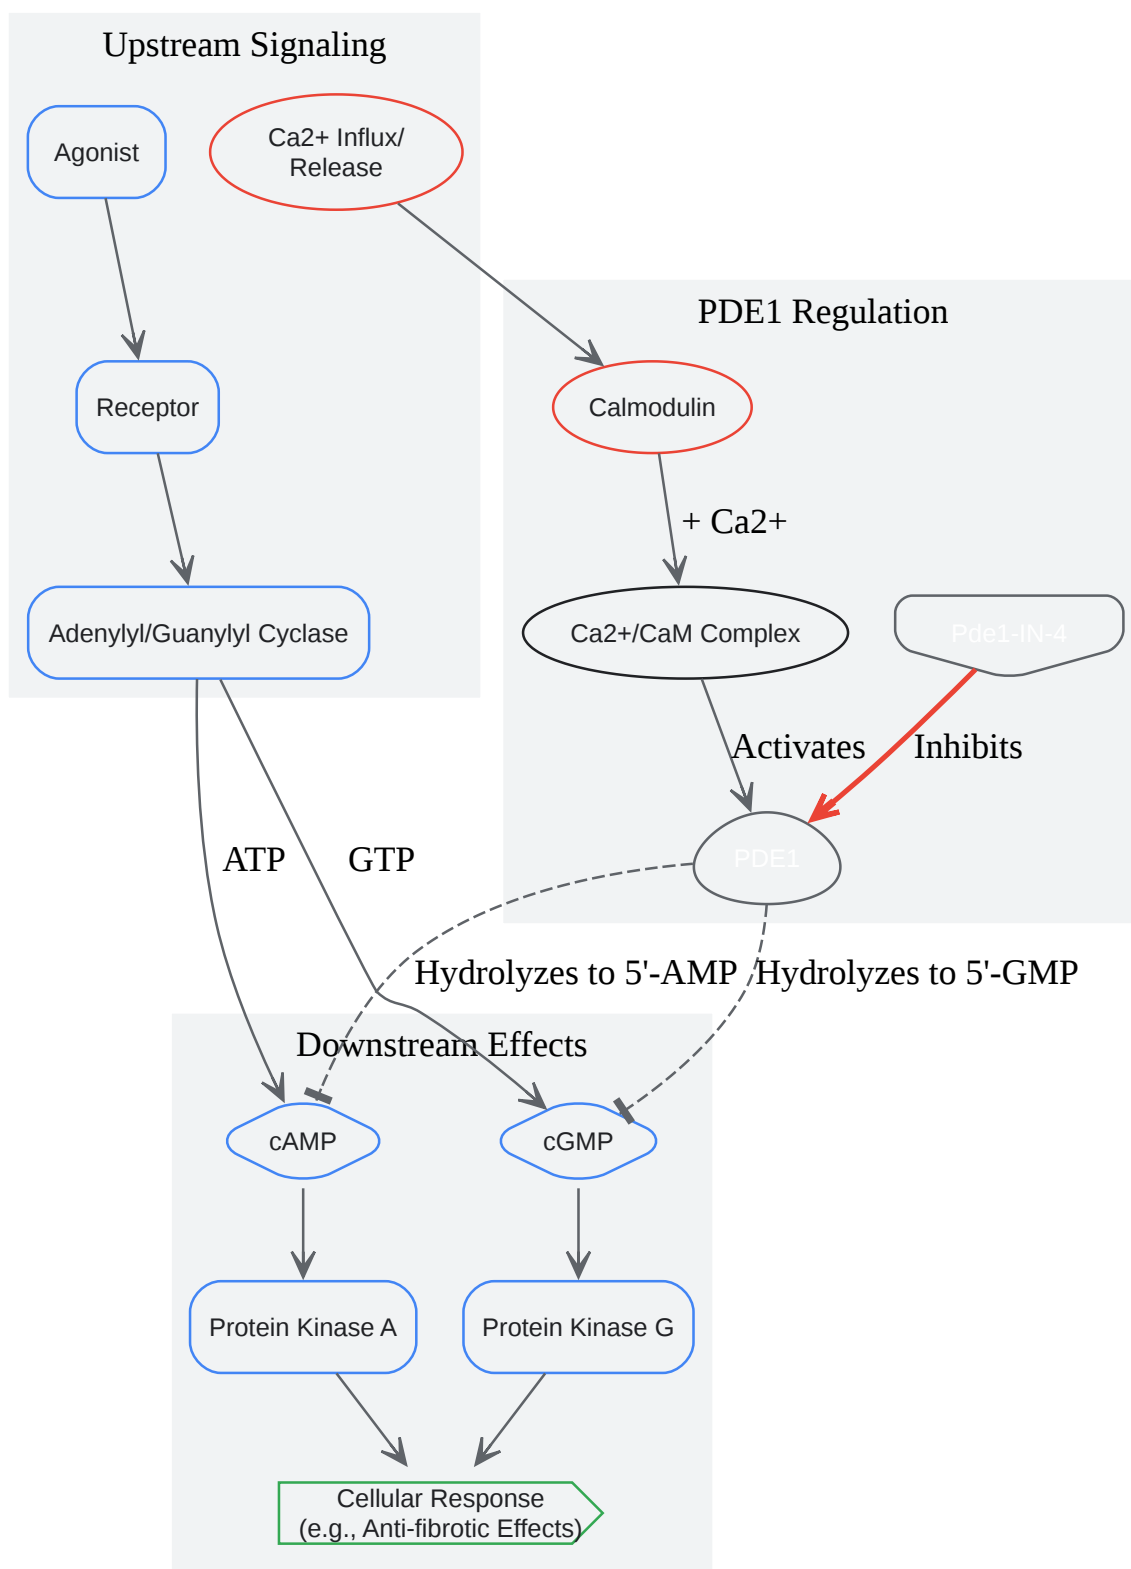 Upstream Signaling
Agonist
Ca2+ Influx/
Release
PDE1 Regulation
Receptor
Calmodulin
+ Ca2+
Adenylyl/Guanylyl Cyclase
Ca2+/CaM Complex
Pde1-IN-4
Activates
Inhibits
ATP
GTP
PDE1
Hydrolyzes to 5'-AMP
Hydrolyzes to 5'-GMP
Downstream Effects
cAMP
cGMP
Protein Kinase A
Protein Kinase G
Cellular Response
(e.g., Anti-fibrotic Effects)